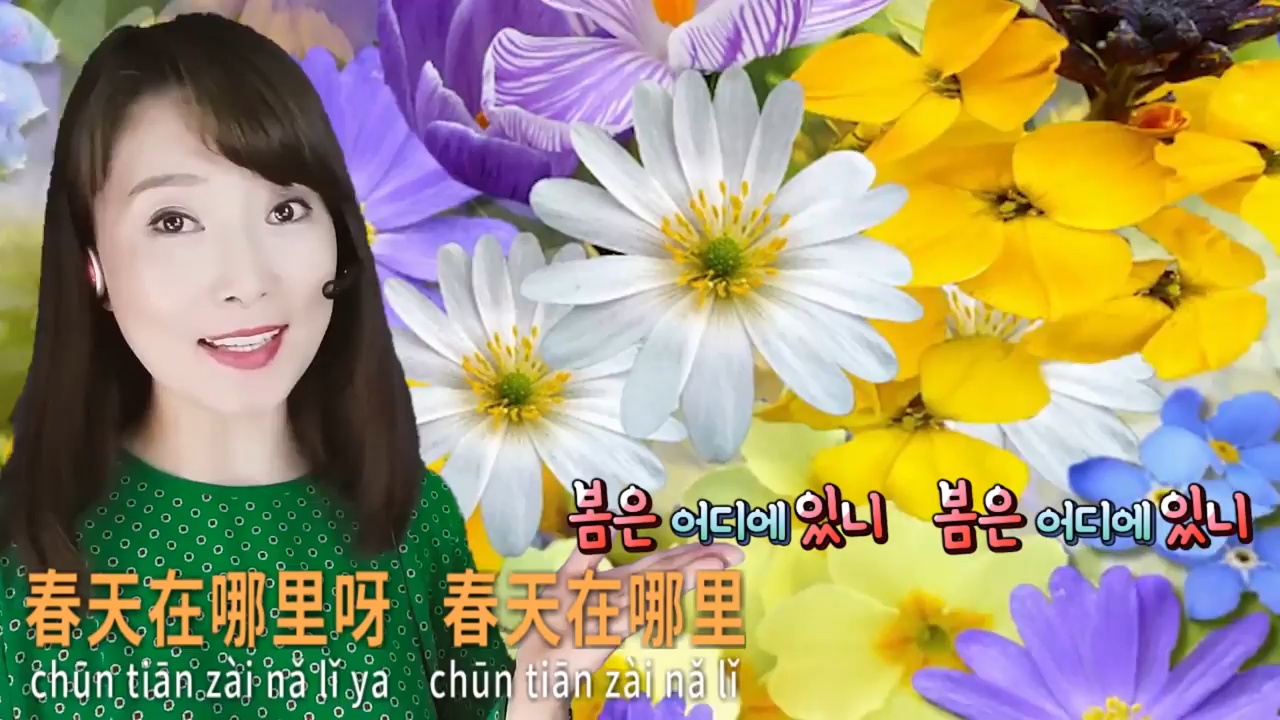 봄은 어디에 있니 봄은 어디에 있니
春天在哪里呀 春天在哪里
chūn tiān zài nǎ lǐ ya chūn tiān zài nǎ lǐ